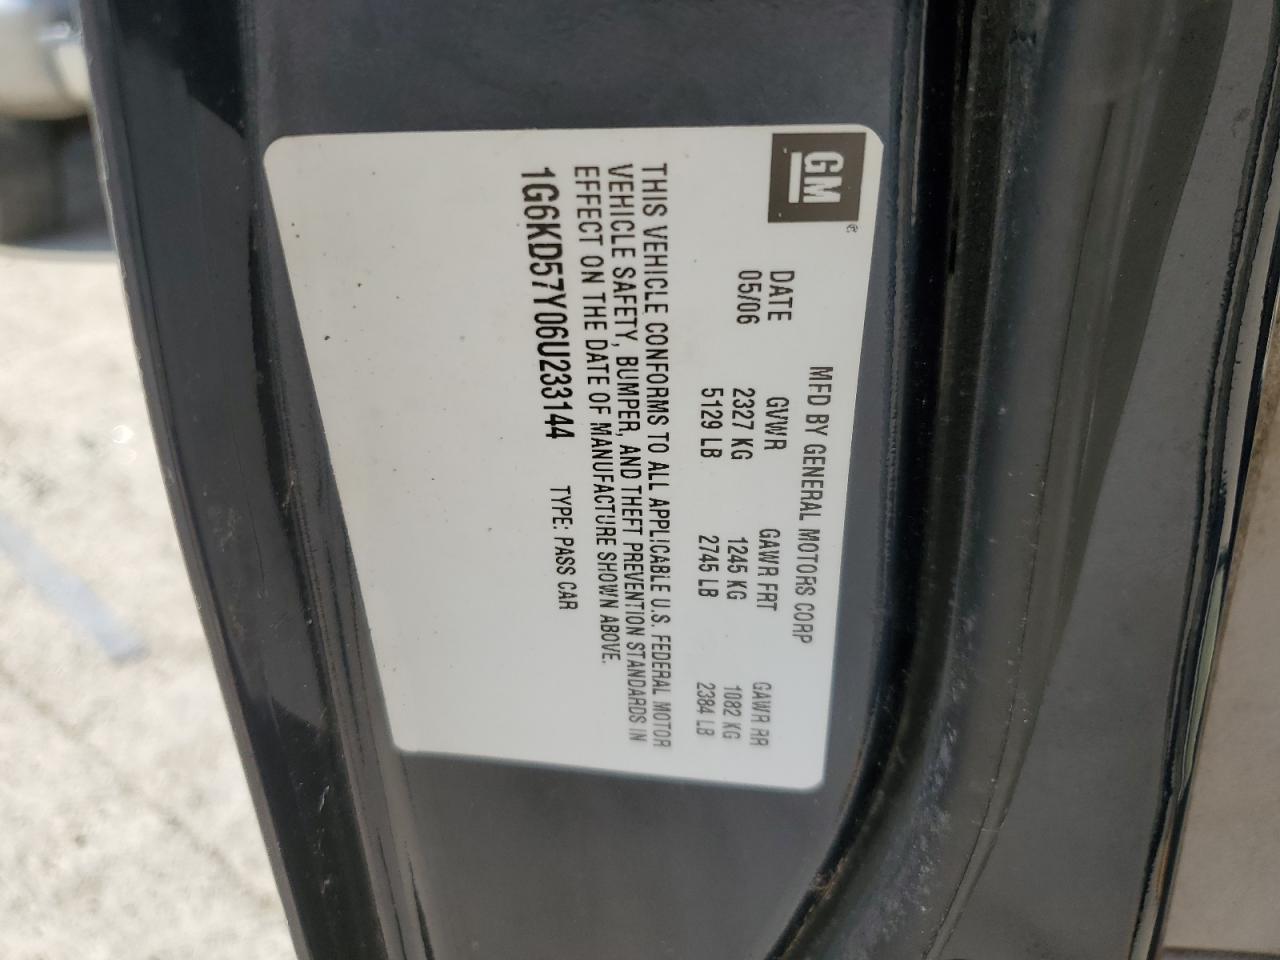 GM ®
MFD BY GENERAL MOTORS CORP
DATE GVWR GAWR FRT GAWR RR
05/06 2327 KG 1245 KG 1082 KG
5129 LB 2745 LB 2384 LB
THIS VEHICLE CONFORMS TO ALL APPLICABLE U.S. FEDERAL MOTOR
VEHICLE SAFETY, BUMPER, AND THEFT PREVENTION STANDARDS IN
EFFECT ON THE DATE OF MANUFACTURE SHOWN ABOVE.
1G6KD57Y06U233144 TYPE: PASS CAR